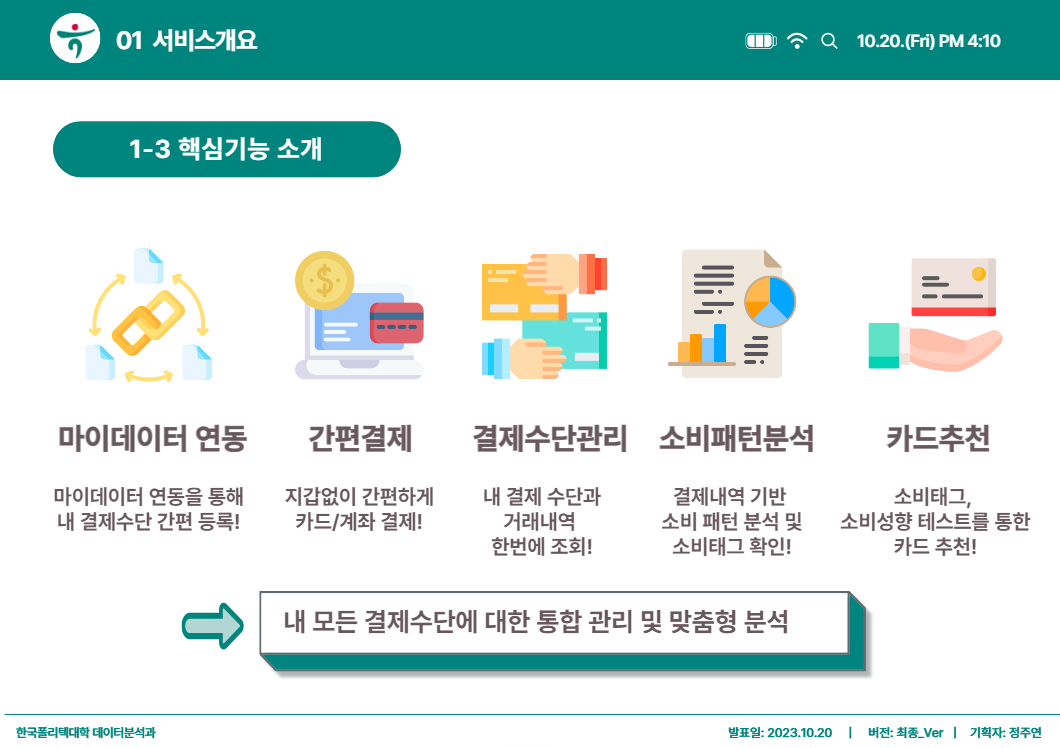 01 서비스개요
10.20.(Fri) PM 4:10
1-3 핵심기능 소개
마이데이터 연동
마이데이터 연동을 통해
내 결제수단 간편 등록!
간편결제
지갑없이 간편하게
카드/계좌 결제!
결제수단관리
내 결제 수단과
거래내역
한번에 조회!
소비패턴분석
결제내역 기반
소비 패턴 분석 및
소비태그 확인!
카드추천
소비태그,
소비성향 테스트를 통한
카드 추천!
내 모든 결제수단에 대한 통합 관리 및 맞춤형 분석
한국폴리텍대학 데이터분석과
발표일: 2023.10.20 | 버전: 최종_Ver | 기획자: 정주연